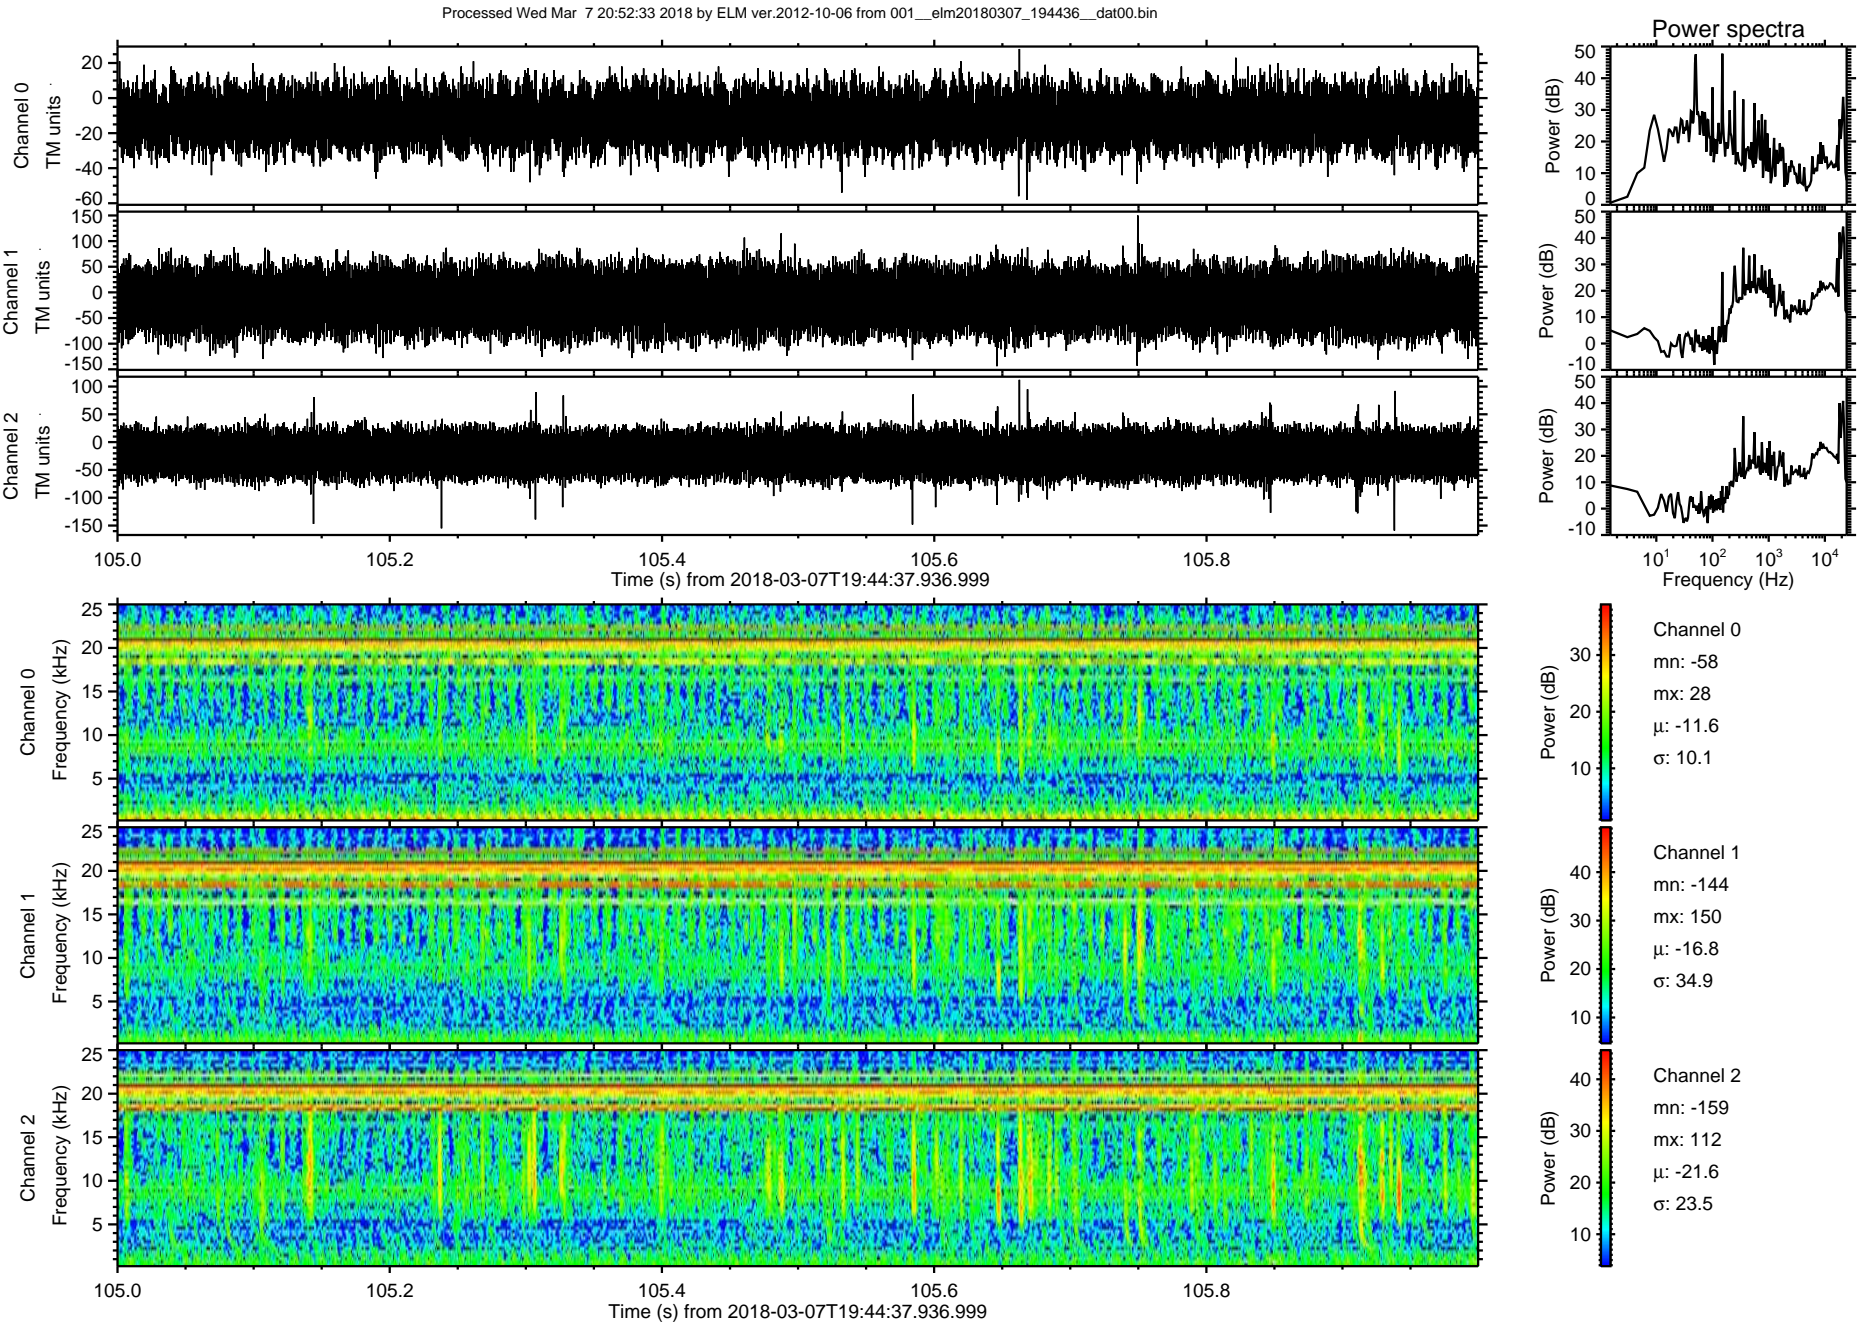 Processed Wed Mar  7 20:52:33 2018 by ELM ver.2012-10-06 from 001__elm20180307_194436__dat00.bin
Power spectra
Channel 0
TM units
20
0
-20
-40
-60
Power (dB)
50
40
30
20
10
0
Channel 1
TM units
150
100
50
0
-50
-100
-150
Power (dB)
50
40
30
20
10
0
-10
Channel 2
TM units
100
50
0
-50
-100
-150
Power (dB)
50
40
30
20
10
0
-10
105.0 105.2 105.4 105.6 105.8
Time (s) from 2018-03-07T19:44:37.936.999
10^1 10^2 10^3 10^4
Frequency (Hz)
Channel 0
Frequency (kHz)
25
20
15
10
5
Power (dB)
30
20
10
Channel 0
mn: -58
mx: 28
μ: -11.6
σ: 10.1
Channel 1
Frequency (kHz)
25
20
15
10
5
Power (dB)
40
30
20
10
Channel 1
mn: -144
mx: 150
μ: -16.8
σ: 34.9
Channel 2
Frequency (kHz)
25
20
15
10
5
Power (dB)
40
30
20
10
Channel 2
mn: -159
mx: 112
μ: -21.6
σ: 23.5
105.0 105.2 105.4 105.6 105.8
Time (s) from 2018-03-07T19:44:37.936.999